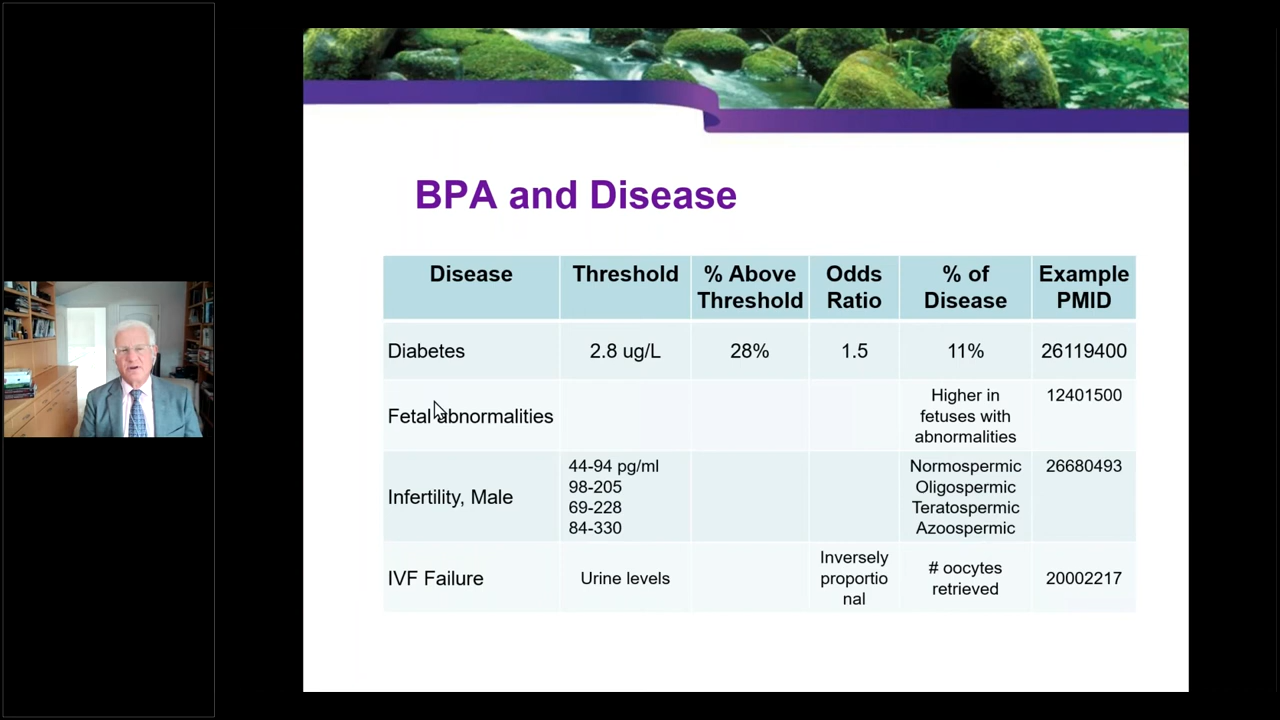 BPA and Disease
Disease
Threshold
% Above
Threshold
Odds
Ratio
% of
Disease
Example
PMID
Diabetes
2.8 ug/L
28%
1.5
11%
26119400
Fetal abnormalities
Higher in
fetuses with
abnormalities
12401500
Infertility, Male
44-94 pg/ml
98-205
69-228
84-330
Normospermic
Oligospermic
Teratospermic
Azoospermic
26680493
IVF Failure
Urine levels
Inversely
proportio
nal
# oocytes
retrieved
20002217